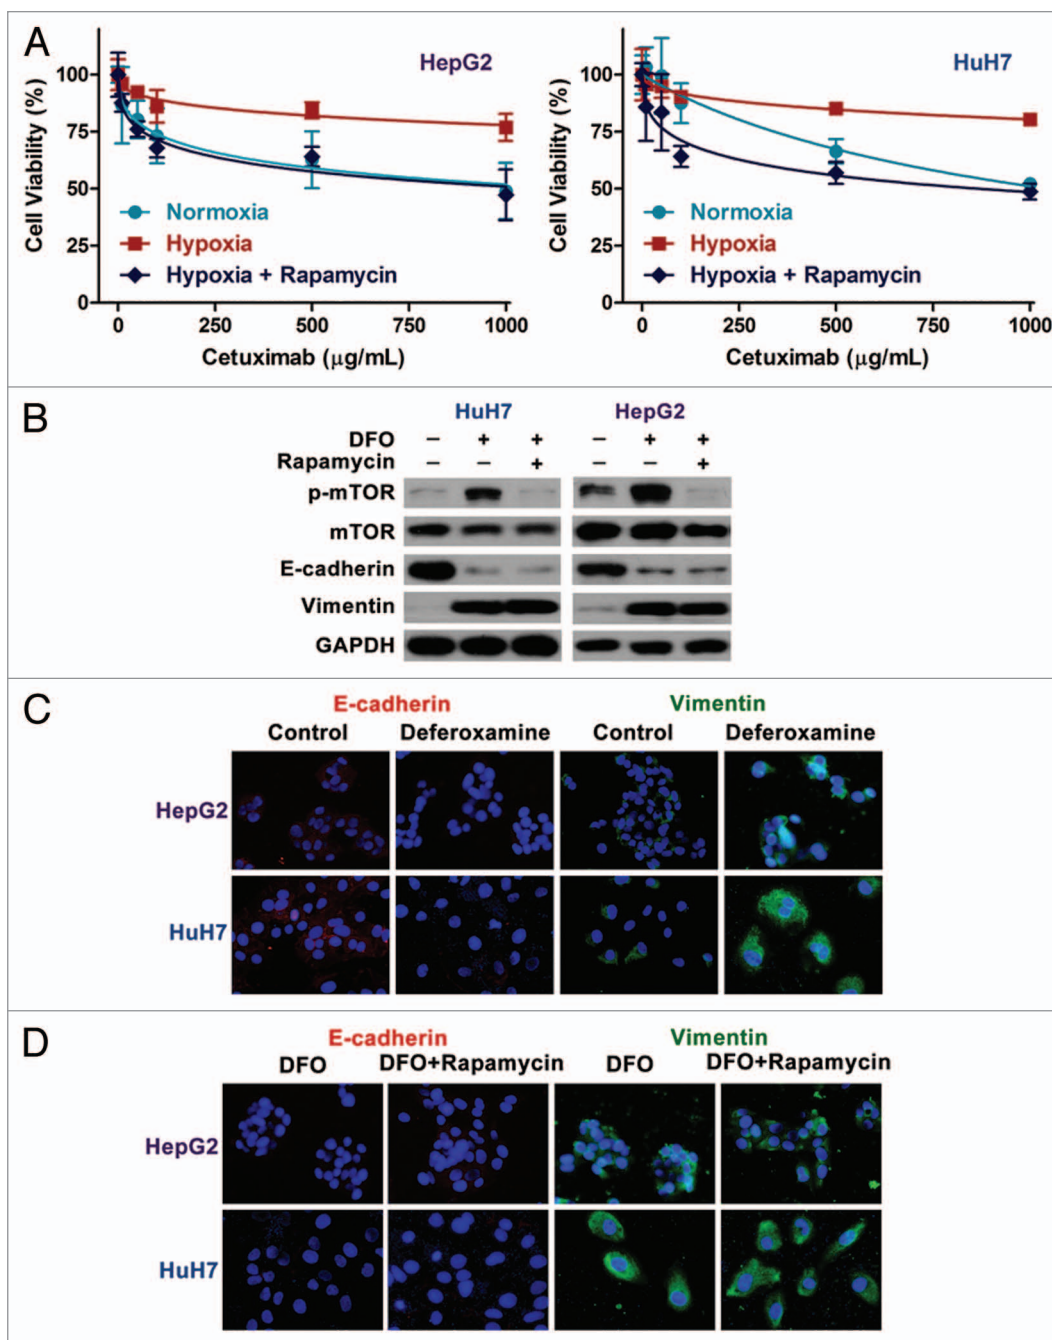 A
HepG2
Cell Viability (%)
100
75
50
25
0
Normoxia
Hypoxia
Hypoxia + Rapamycin
0 250 500 750 1000
Cetuximab (μg/mL)
HuH7
Cell Viability (%)
100
75
50
25
0
Normoxia
Hypoxia
Hypoxia + Rapamycin
0 250 500 750 1000
Cetuximab (μg/mL)
B
HuH7 HepG2
DFO – + + – + +
Rapamycin – – + – – +
p-mTOR
mTOR
E-cadherin
Vimentin
GAPDH
C
E-cadherin Vimentin
Control Deferoxamine Control Deferoxamine
HepG2
HuH7
D
E-cadherin Vimentin
DFO DFO+Rapamycin DFO DFO+Rapamycin
HepG2
HuH7